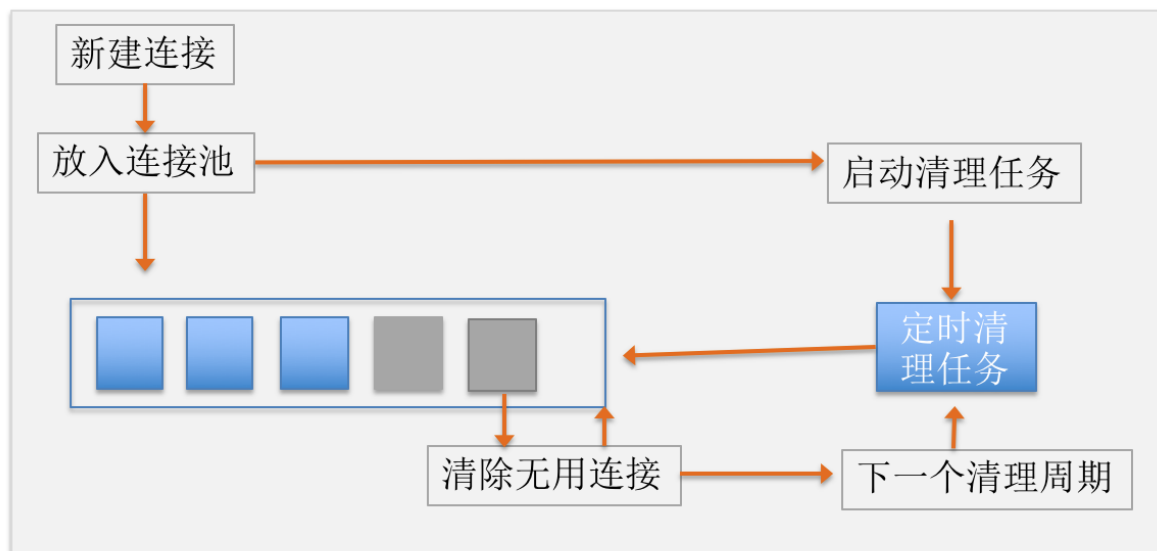 新建连接
放入连接池
启动清理任务
定时清
理任务
清除无用连接
下一个清理周期